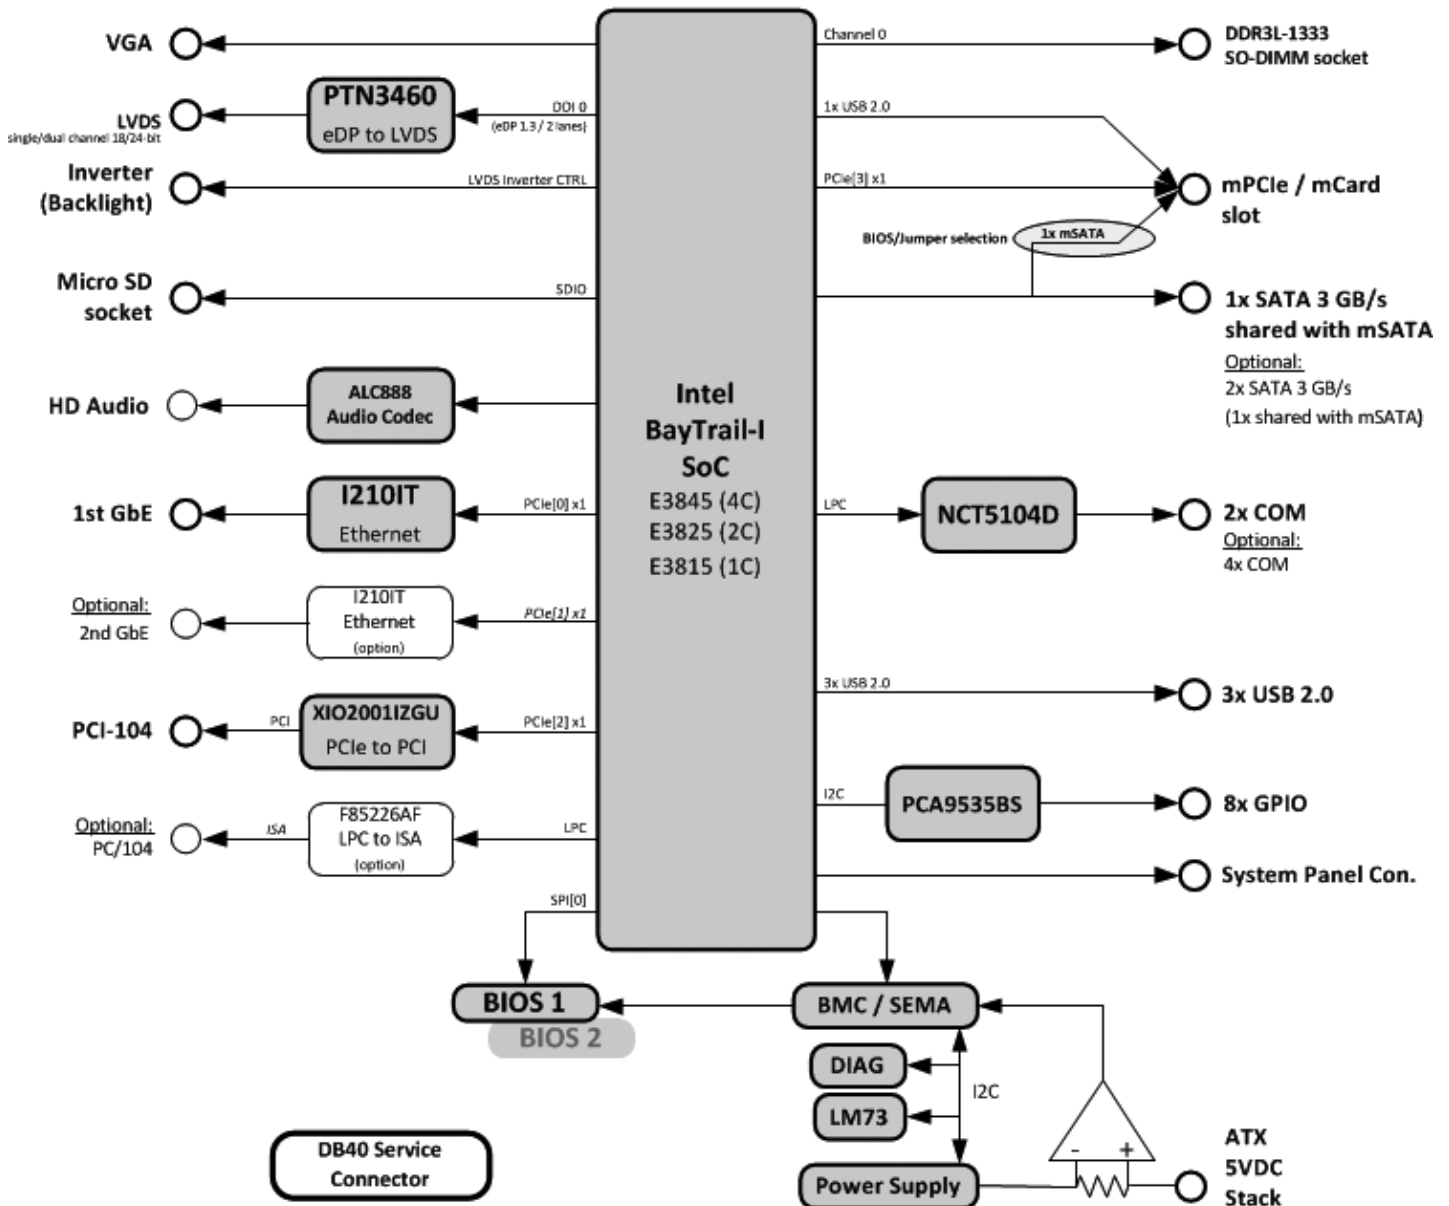 VGA
LVDS
single/dual channel 18/24-bit
PTN3460
eDP to LVDS
DDI 0
(eDP 1.3 / 2 lanes)
Inverter
(Backlight)
LVDS Inverter CTRL
Micro SD
socket
SDIO
HD Audio
ALC888
Audio Codec
1st GbE
I210IT
Ethernet
PCIe[0] x1
Optional:
2nd GbE
I210IT
Ethernet
(option)
PCIe[1] x1
PCI-104
PCI
XIO2001IZGU
PCIe to PCI
PCIe[2] x1
Optional:
PC/104
ISA
F85226AF
LPC to ISA
(option)
LPC
SPI[0]
Intel
BayTrail-I
SoC
E3845 (4C)
E3825 (2C)
E3815 (1C)
Channel 0
DDR3L-1333
SO-DIMM socket
1x USB 2.0
PCIe[3] x1
mPCIe / mCard
slot
BIOS/Jumper selection
1x mSATA
1x SATA 3 GB/s
shared with mSATA
Optional:
2x SATA 3 GB/s
(1x shared with mSATA)
LPC
NCT5104D
2x COM
Optional:
4x COM
3x USB 2.0
3x USB 2.0
I2C
PCA9535BS
8x GPIO
System Panel Con.
BIOS 1
BIOS 2
BMC / SEMA
DIAG
I2C
LM73
Power Supply
- +
ATX
5VDC
Stack
DB40 Service
Connector